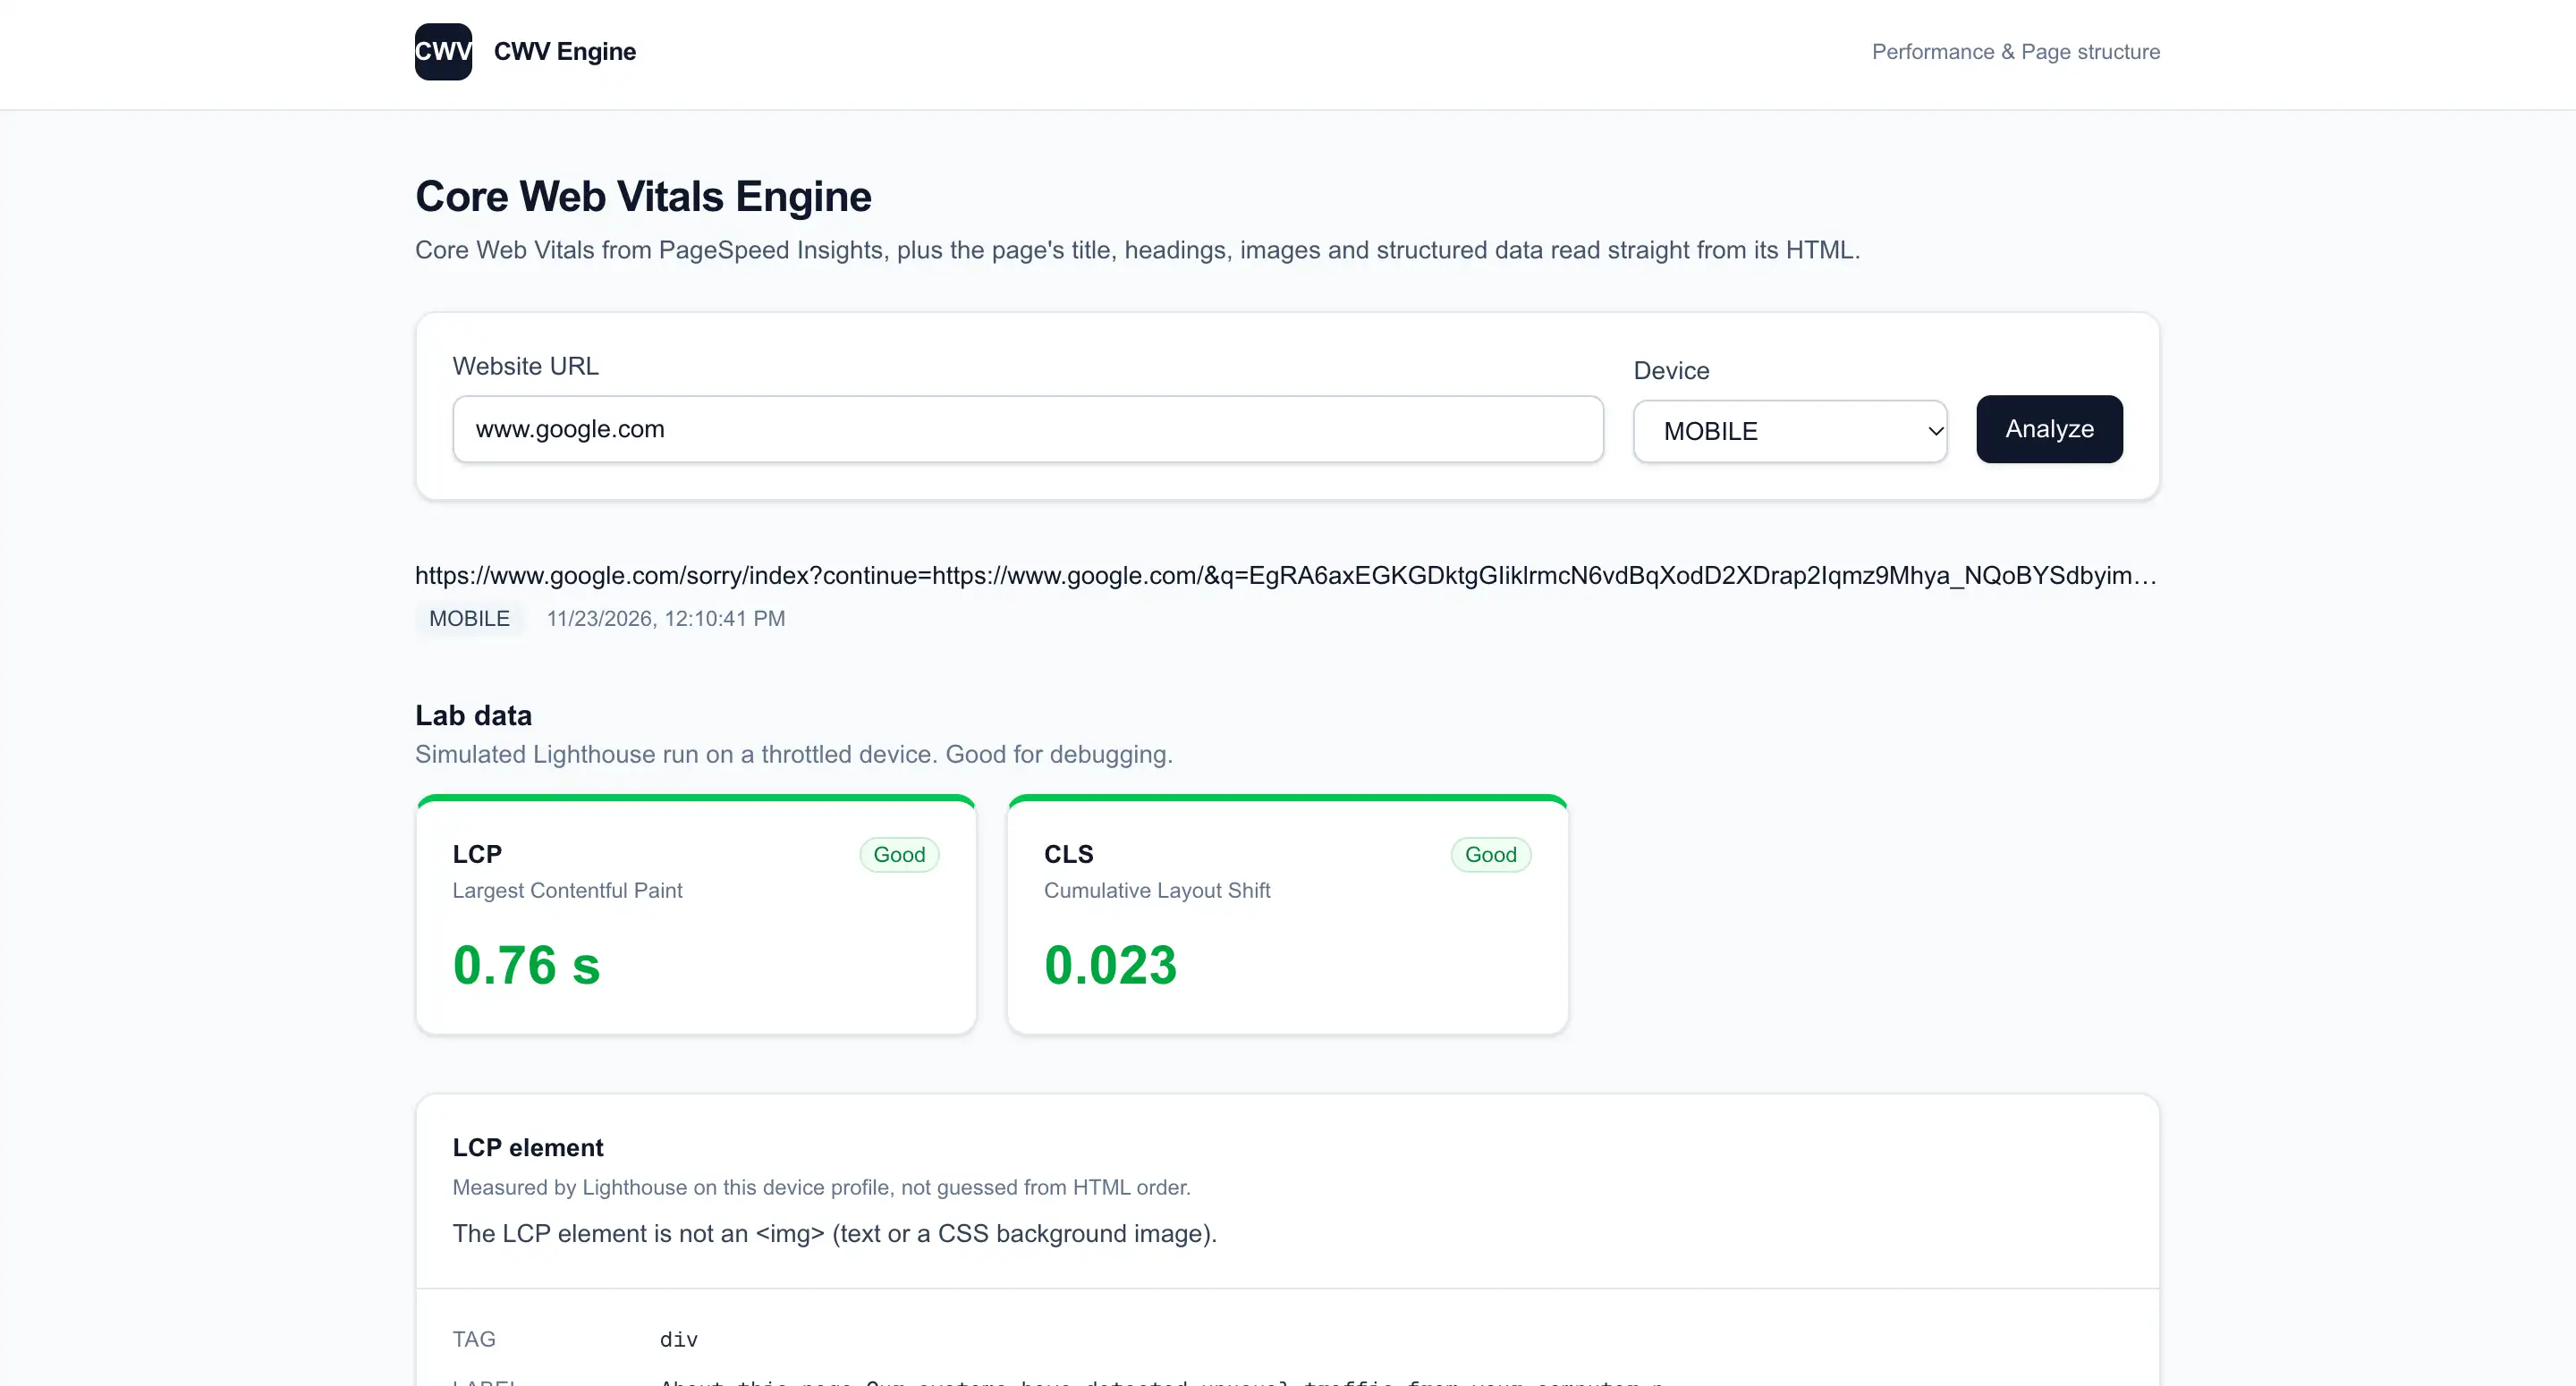 CWV CWV Engine Performance & Page structure
Core Web Vitals Engine
Core Web Vitals from PageSpeed Insights, plus the page's title, headings, images and structured data read straight from its HTML.
Website URL
Device
www.google.com
MOBILE
Analyze
https://www.google.com/sorry/index?continue=https://www.google.com/&q=EgRA6axEGKGDktgGIiklrmcN6vdBqXodD2XDrap2Iqmz9Mhya_NQoBYSdbyim…
MOBILE 11/23/2026, 12:10:41 PM
Lab data
Simulated Lighthouse run on a throttled device. Good for debugging.
LCP Good
Largest Contentful Paint
0.76 s
CLS Good
Cumulative Layout Shift
0.023
LCP element
Measured by Lighthouse on this device profile, not guessed from HTML order.
The LCP element is not an <img> (text or a CSS background image).
TAG div